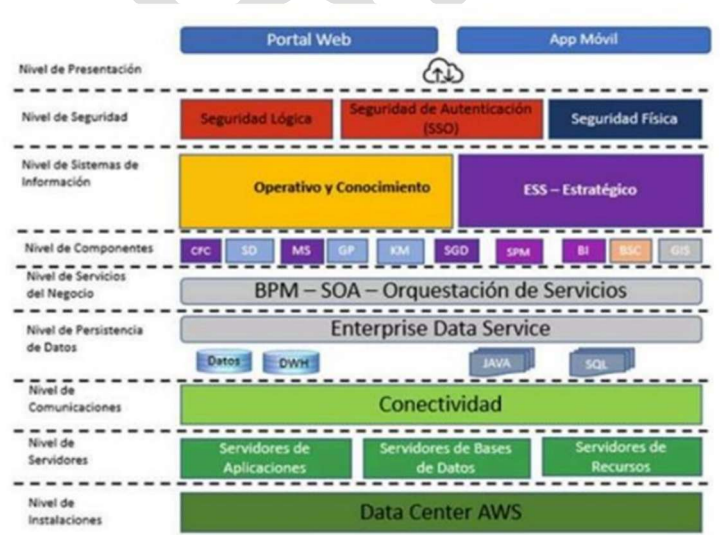 Portal Web
App Móvil
Nivel de Presentación
Nivel de Seguridad
Seguridad Lógica
Seguridad de Autenticación
(SSO)
Seguridad Física
Nivel de Sistemas de
Información
Operativo y Conocimiento
ESS – Estratégico
Nivel de Componentes
CFC
SD
MS
GP
KM
SGD
SPM
BI
BSC
GIS
Nivel de Servicios
del Negocio
BPM – SOA – Orquestación de Servicios
Nivel de Persistencia
de Datos
Enterprise Data Service
Datos
DWH
JAVA
SQL
Nivel de
Comunicaciones
Conectividad
Nivel de
Servidores
Servidores de
Aplicaciones
Servidores de Bases
de Datos
Servidores de
Recursos
Nivel de
Instalaciones
Data Center AWS